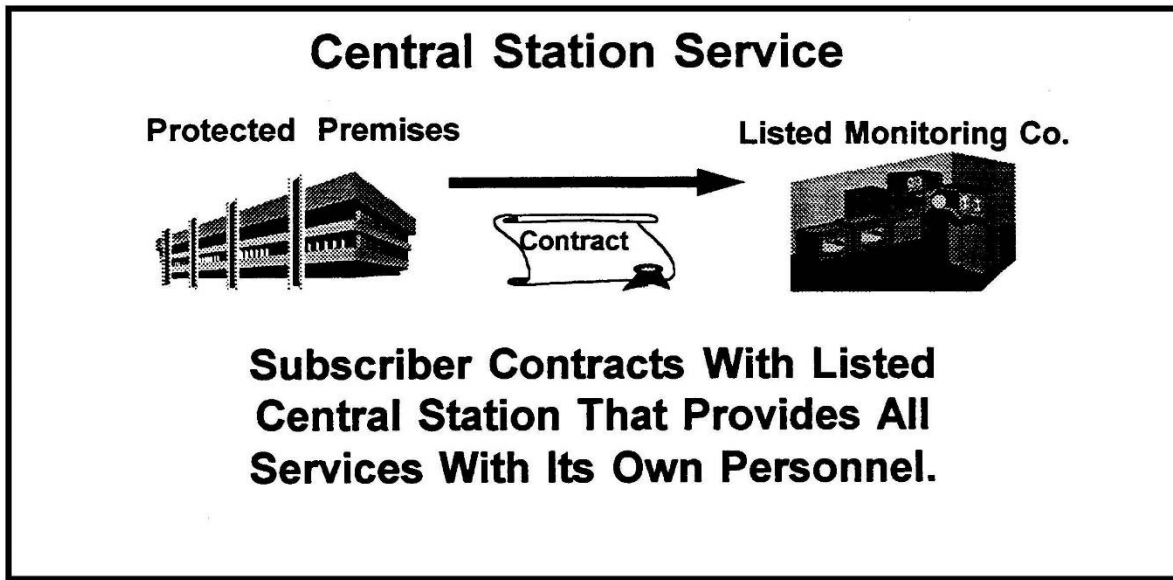 Central Station Service
Protected Premises
Listed Monitoring Co.
Contract
Subscriber Contracts With Listed
Central Station That Provides All
Services With Its Own Personnel.